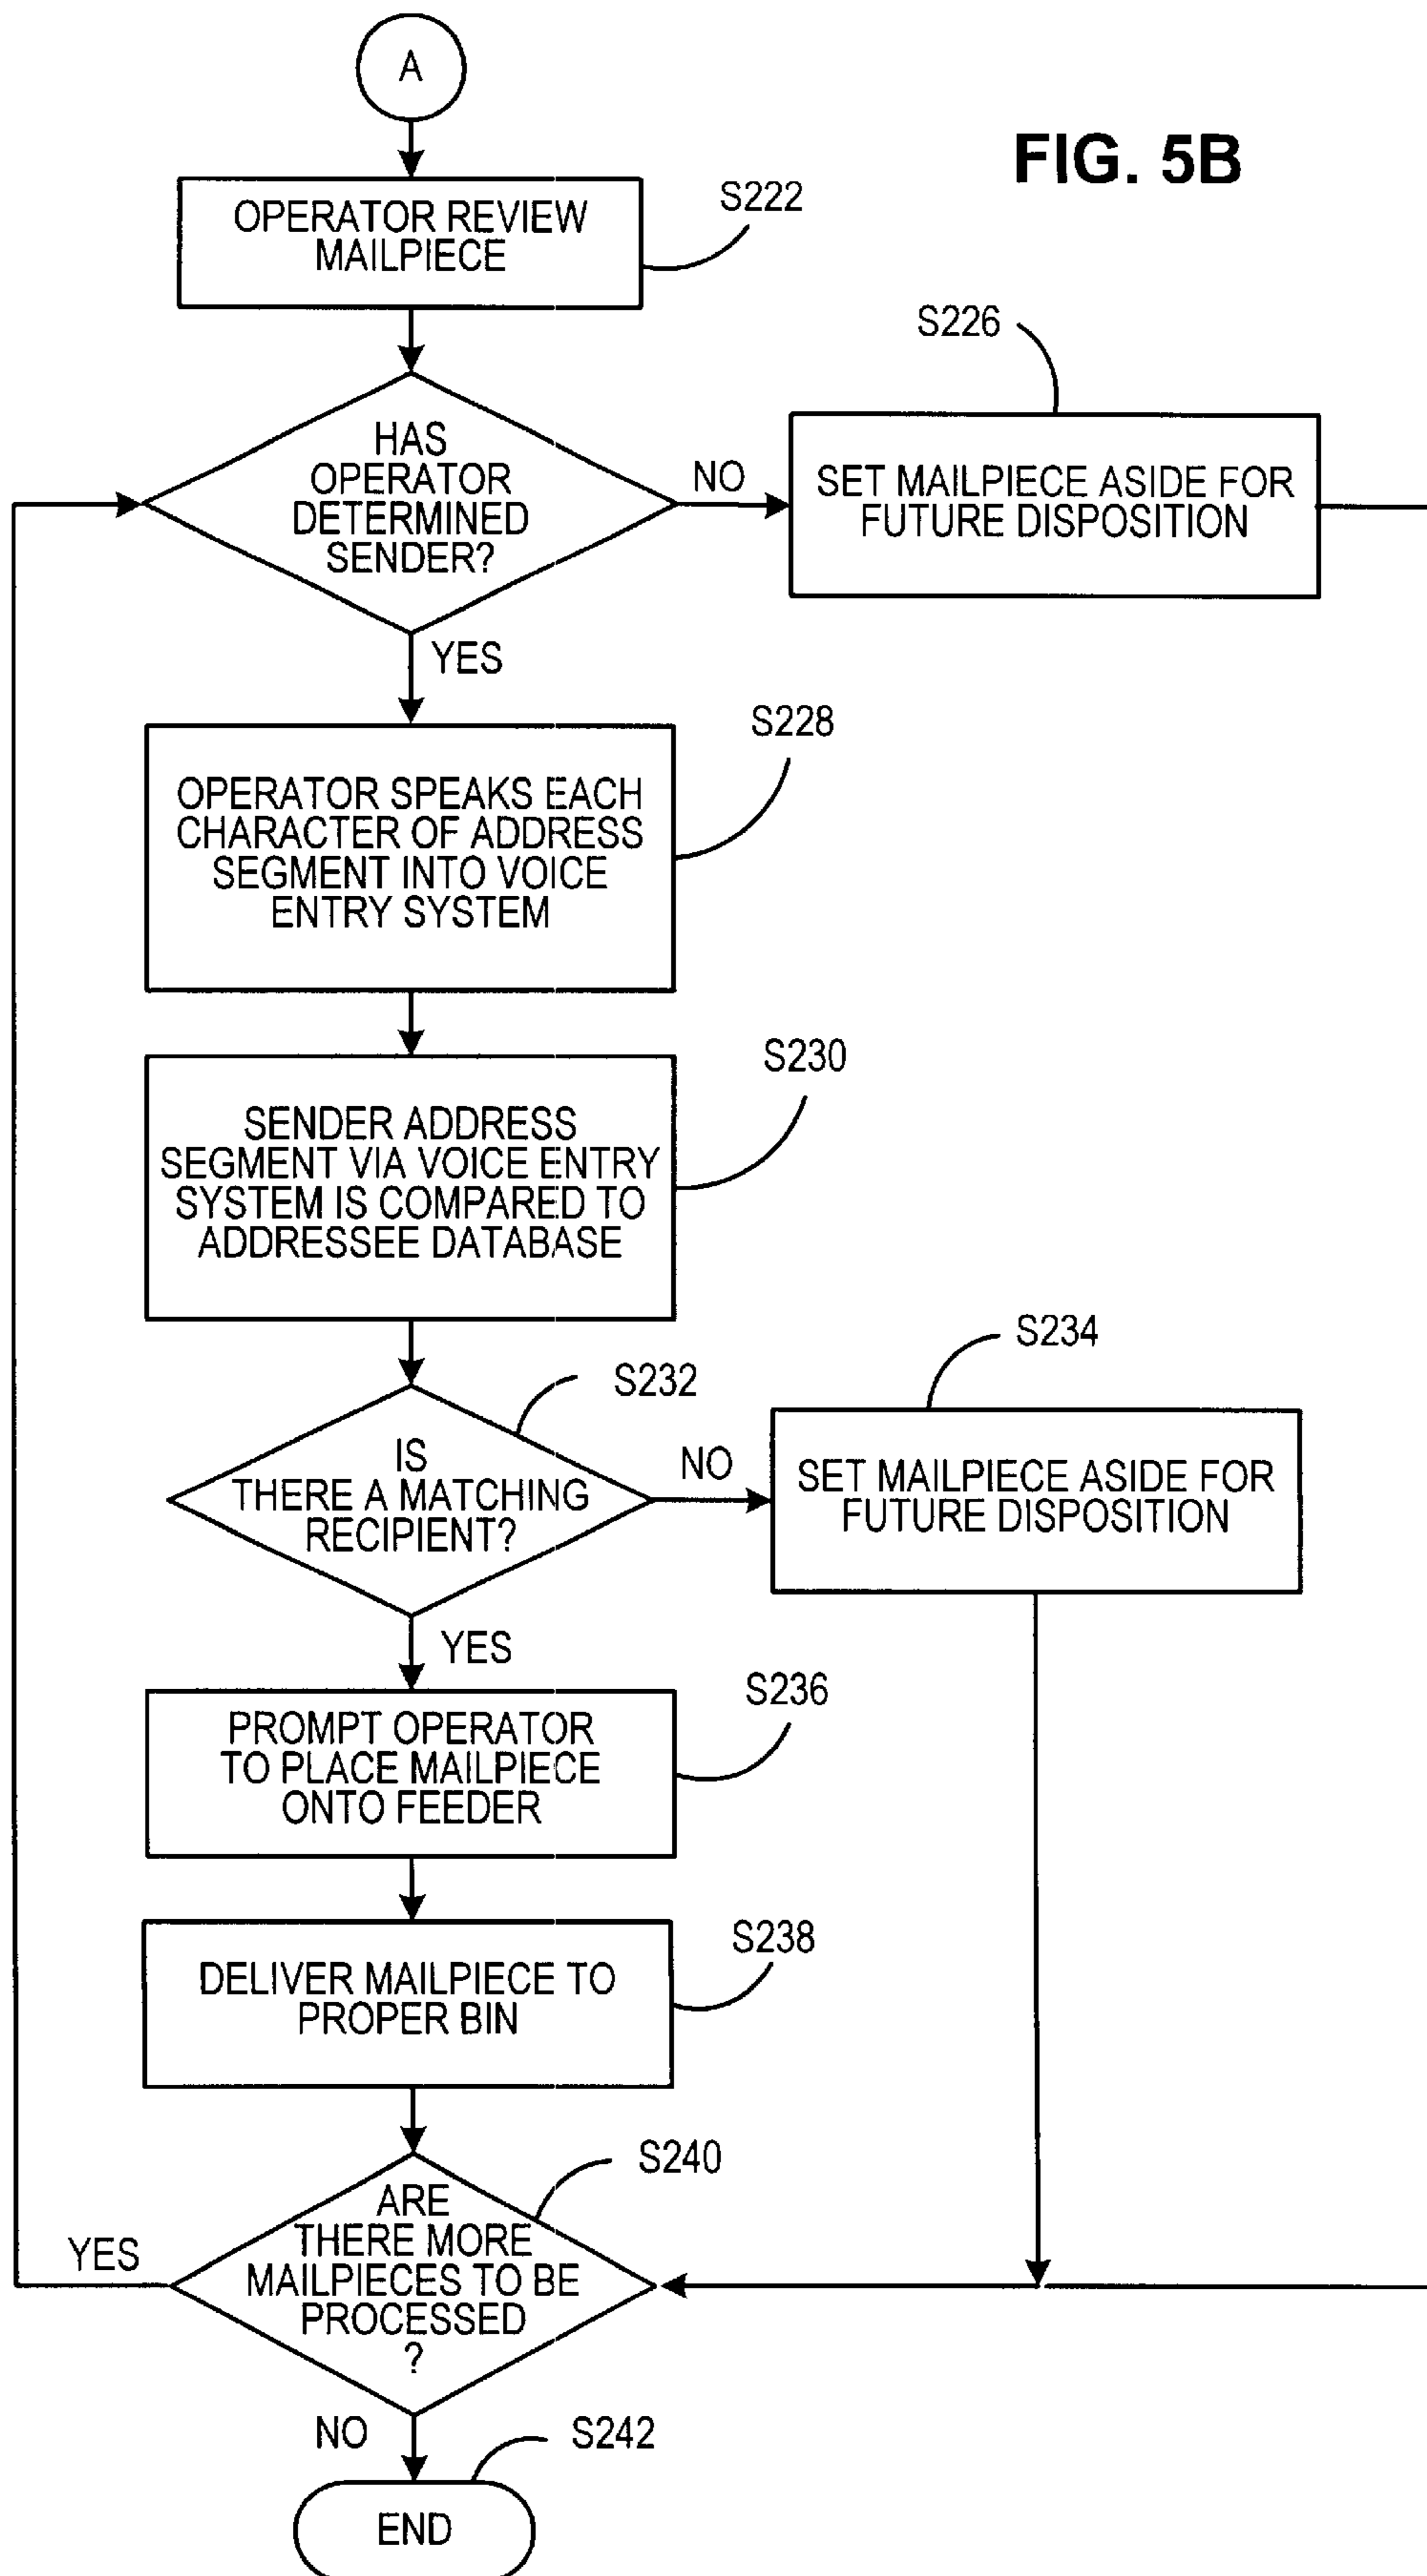 A
FIG. 5B
S222
OPERATOR REVIEW
MAILPIECE
S226
HAS
OPERATOR
DETERMINED
SENDER?
NO
SET MAILPIECE ASIDE FOR
FUTURE DISPOSITION
YES
S228
OPERATOR SPEAKS EACH
CHARACTER OF ADDRESS
SEGMENT INTO VOICE
ENTRY SYSTEM
S230
SENDER ADDRESS
SEGMENT VIA VOICE ENTRY
SYSTEM IS COMPARED TO
ADDRESSEE DATABASE
S232
S234
IS
THERE A MATCHING
RECIPIENT?
NO
SET MAILPIECE ASIDE FOR
FUTURE DISPOSITION
YES
S236
PROMPT OPERATOR
TO PLACE MAILPIECE
ONTO FEEDER
S238
DELIVER MAILPIECE TO
PROPER BIN
S240
ARE
THERE MORE
MAILPIECES TO BE
PROCESSED
?
YES
NO
S242
END